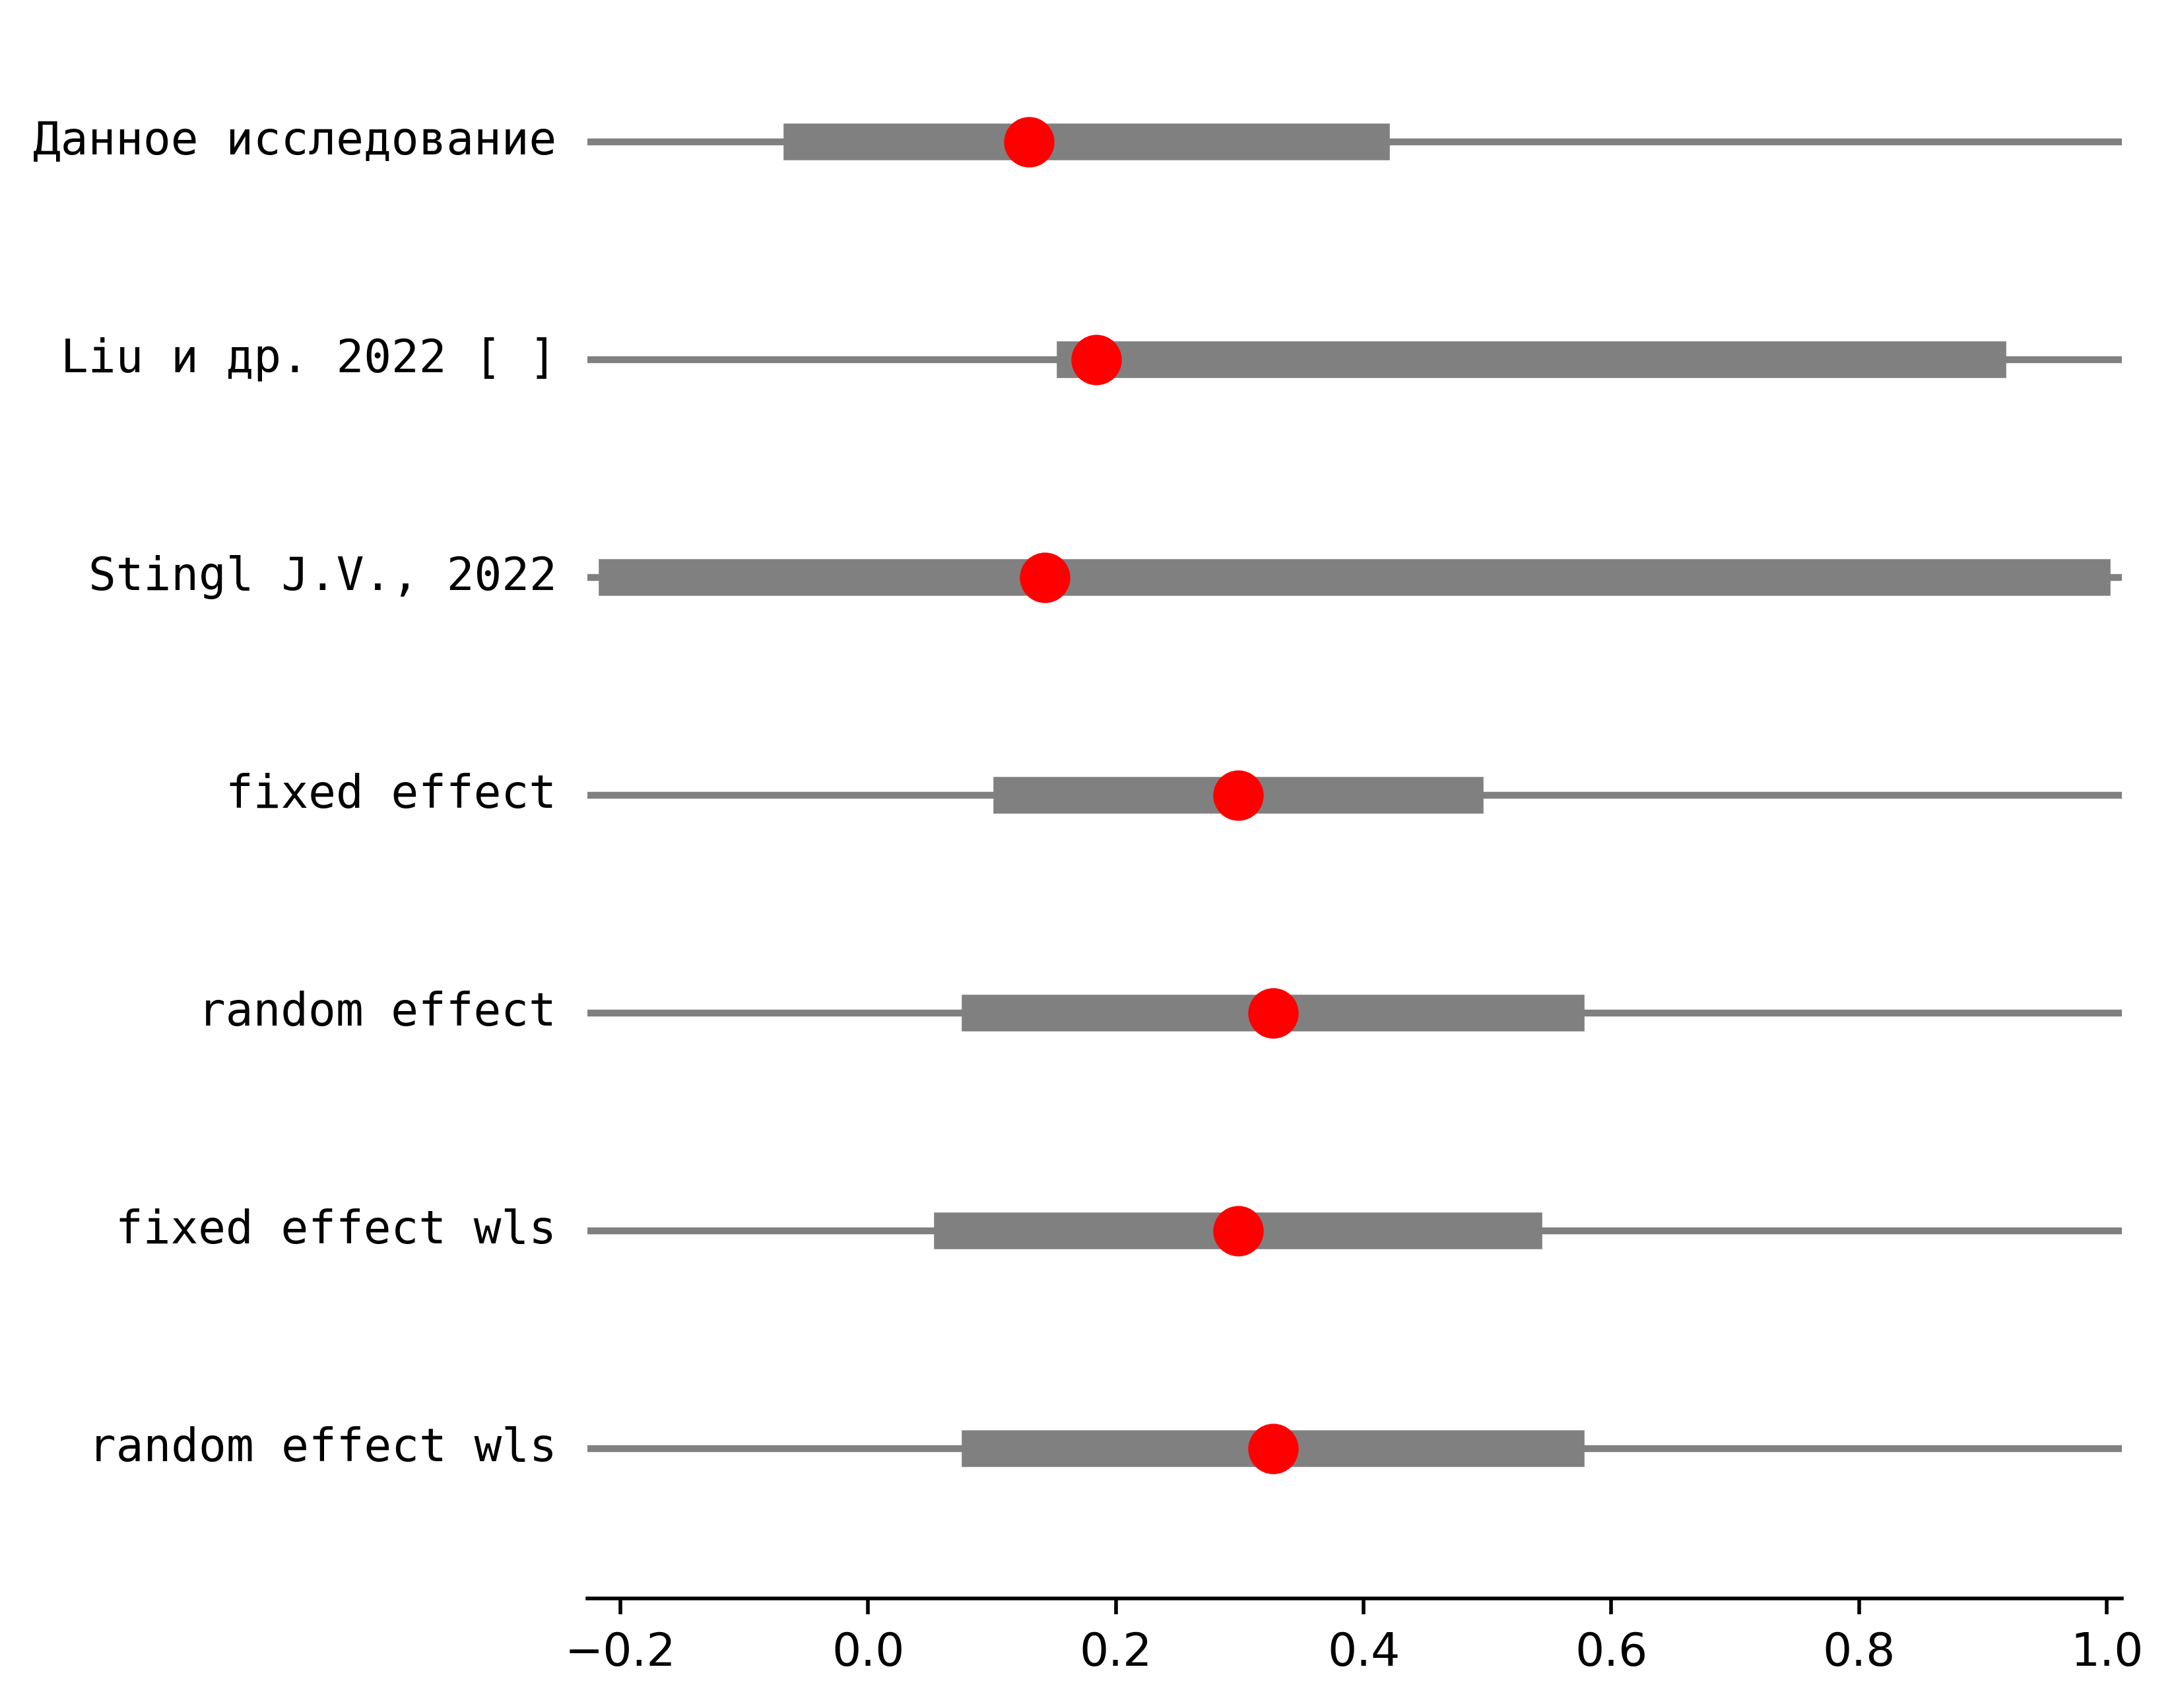 Данное исследование
Liu и др. 2022 [ ]
Stingl J.V., 2022
fixed effect
random effect
fixed effect wls
random effect wls
−0.2 0.0 0.2 0.4 0.6 0.8 1.0